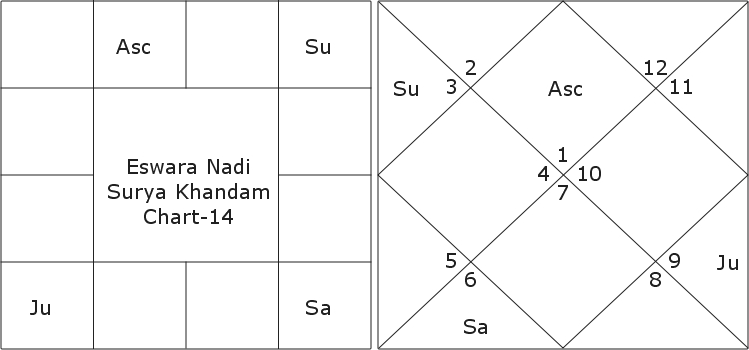 Asc
Su
Eswara Nadi
Surya Khandam
Chart-14
Ju
Sa
2
12
Su
3
Asc
11
1
4
10
7
5
9
Ju
6
8
Sa